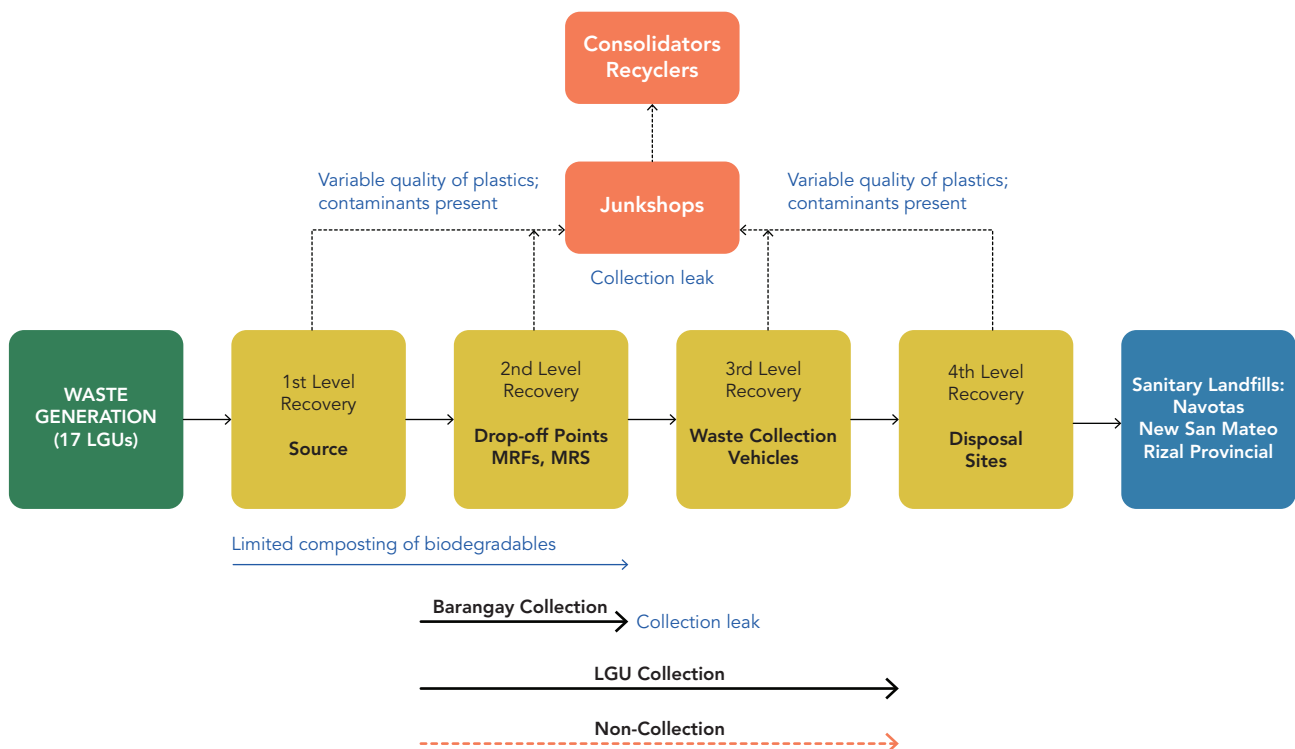 Consolidators
Recyclers
Variable quality of plastics;
contaminants present
Junkshops
Variable quality of plastics;
contaminants present
Collection leak
WASTE
GENERATION
(17 LGUs)
1st Level
Recovery
Source
2nd Level
Recovery
Drop-off Points
MRFs, MRS
3rd Level
Recovery
Waste Collection
Vehicles
4th Level
Recovery
Disposal
Sites
Sanitary Landfills:
Navotas
New San Mateo
Rizal Provincial
Limited composting of biodegradables
Barangay Collection
Collection leak
LGU Collection
Non-Collection